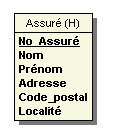 Assuré (H)
No_Assuré
Nom
Prénom
Adresse
Code_postal
Localité